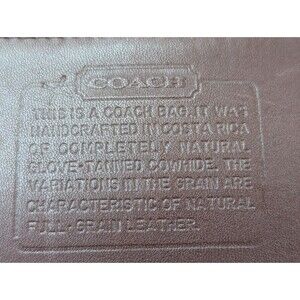 COACH
THIS IS A COACH BAG. IT WAS
HANDCRAFTED IN COSTA RICA
OF COMPLETELY NATURAL
GLOVE-TANNED COWHIDE. THE
VARIATIONS IN THE GRAIN ARE
CHARACTERISTIC OF NATURAL
FULL-GRAIN LEATHER.